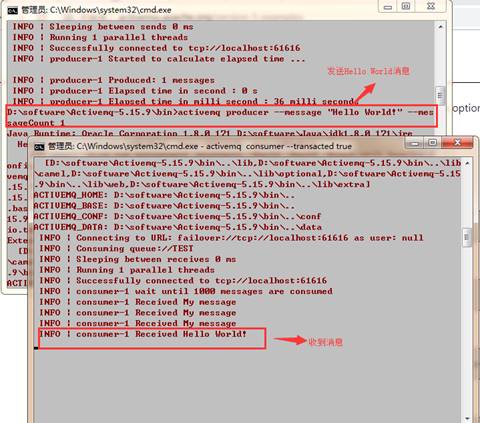 管理员: C:\Windows\system32\cmd.exe
INFO | Sleeping between sends 0 ms
INFO | Running 1 parallel threads
INFO | Successfully connected to tcp://localhost:61616
INFO | producer-1 Started to calculate elapsed time ...
INFO | producer-1 Produced: 1 messages
INFO | producer-1 Elapsed time in second : 0 s
INFO | producer-1 Elapsed time in milli second : 36 milli seconds
发送Hello World消息
D:\software\Activemq-5.15.9\bin>activemq producer --message "Hello World!" --mes
sageCount 1
Java Runtime: Oracle Corporation 1.8.0_171 D:\software\Java\jdk1.8.0_171\jre
管理员: C:\Windows\system32\cmd.exe - activemq consumer --transacted true
[D:\software\Activemq-5.15.9\bin\..\lib,D:\software\Activemq-5.15.9\bin\..\lib
\camel,D:\software\Activemq-5.15.9\bin\..\lib\optional,D:\software\Activemq-5.15
.9\bin\..\lib\web,D:\software\Activemq-5.15.9\bin\..\lib\extra]
ACTIVEMQ_HOME: D:\software\Activemq-5.15.9\bin\..
ACTIVEMQ_BASE: D:\software\Activemq-5.15.9\bin\..
ACTIVEMQ_CONF: D:\software\Activemq-5.15.9\bin\..\conf
ACTIVEMQ_DATA: D:\software\Activemq-5.15.9\bin\..\data
INFO | Connecting to URL: failover://tcp://localhost:61616 as user: null
INFO | Consuming queue://TEST
INFO | Sleeping between receives 0 ms
INFO | Running 1 parallel threads
INFO | Successfully connected to tcp://localhost:61616
INFO | consumer-1 wait until 1000 messages are consumed
INFO | consumer-1 Received My message
INFO | consumer-1 Received My message
INFO | consumer-1 Received My message
INFO | consumer-1 Received Hello World!
收到消息